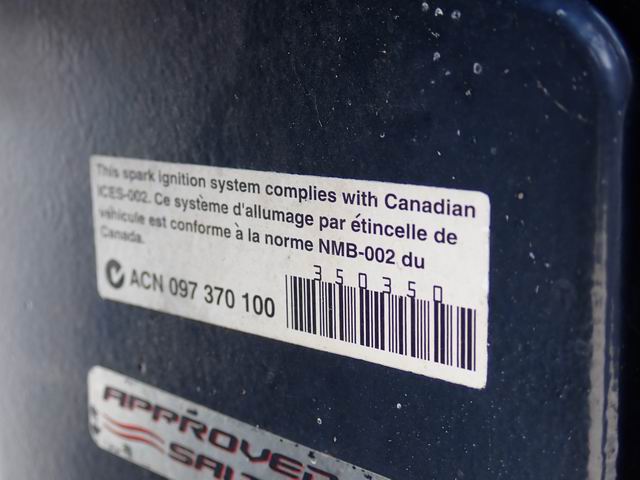 This spark ignition system complies with Canadian
ICES-002. Ce système d'allumage par étincelle de
véhicule est conforme à la norme NMB-002 du
Canada.
ACN 097 370 100
350350
APPROVED